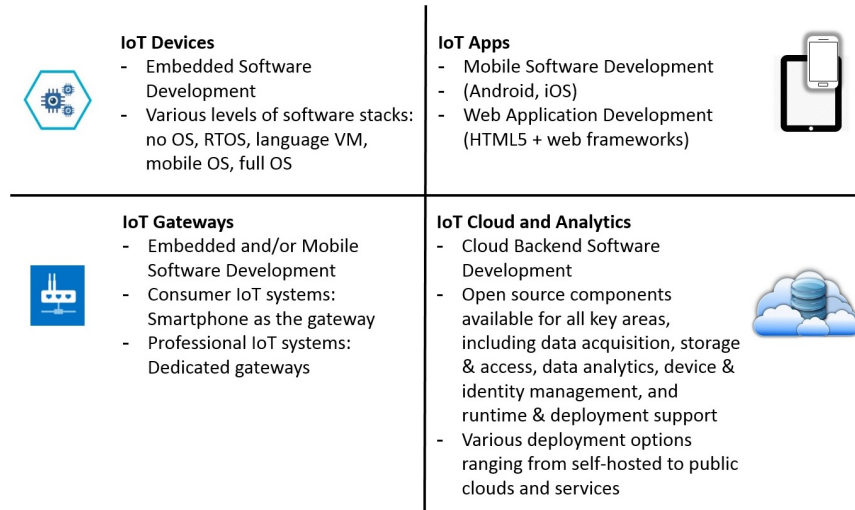 IoT Devices
- Embedded Software
Development
- Various levels of software stacks:
no OS, RTOS, language VM,
mobile OS, full OS
IoT Apps
- Mobile Software Development
- (Android, iOS)
- Web Application Development
(HTML5 + web frameworks)
IoT Gateways
- Embedded and/or Mobile
Software Development
- Consumer IoT systems:
Smartphone as the gateway
- Professional IoT systems:
Dedicated gateways
IoT Cloud and Analytics
- Cloud Backend Software
Development
- Open source components
available for all key areas,
including data acquisition, storage
& access, data analytics, device &
identity management, and
runtime & deployment support
- Various deployment options
ranging from self-hosted to public
clouds and services